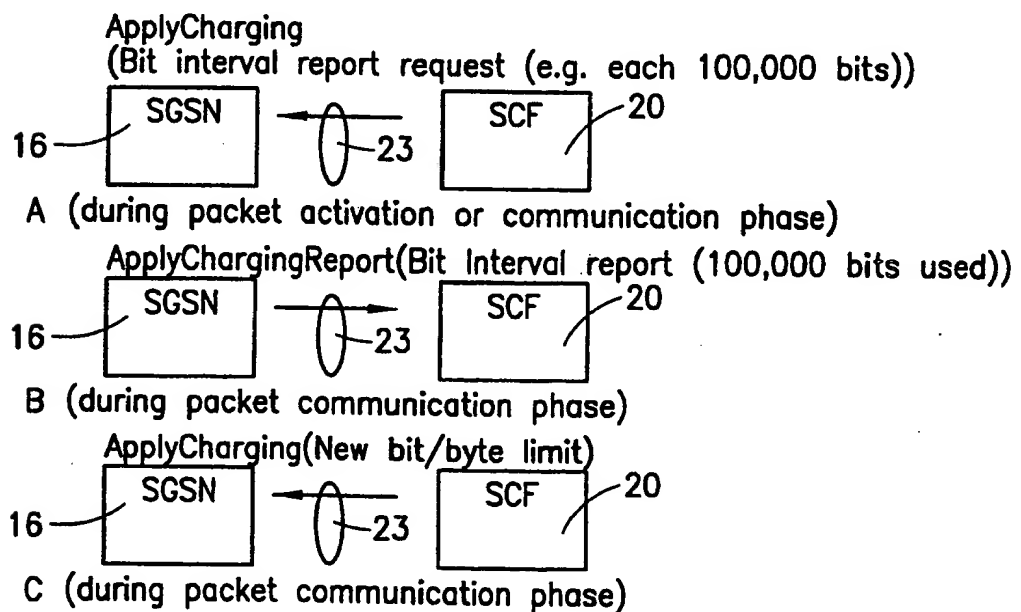 ApplyCharging
(Bit interval report request (e.g. each 100,000 bits))
SGSN
SCF
20
16
23
A (during packet activation or communication phase)
ApplyChargingReport(Bit Interval report (100,000 bits used))
SGSN
SCF
20
16
23
B (during packet communication phase)
ApplyCharging(New bit/byte limit)
SGSN
SCF
20
16
23
C (during packet communication phase)